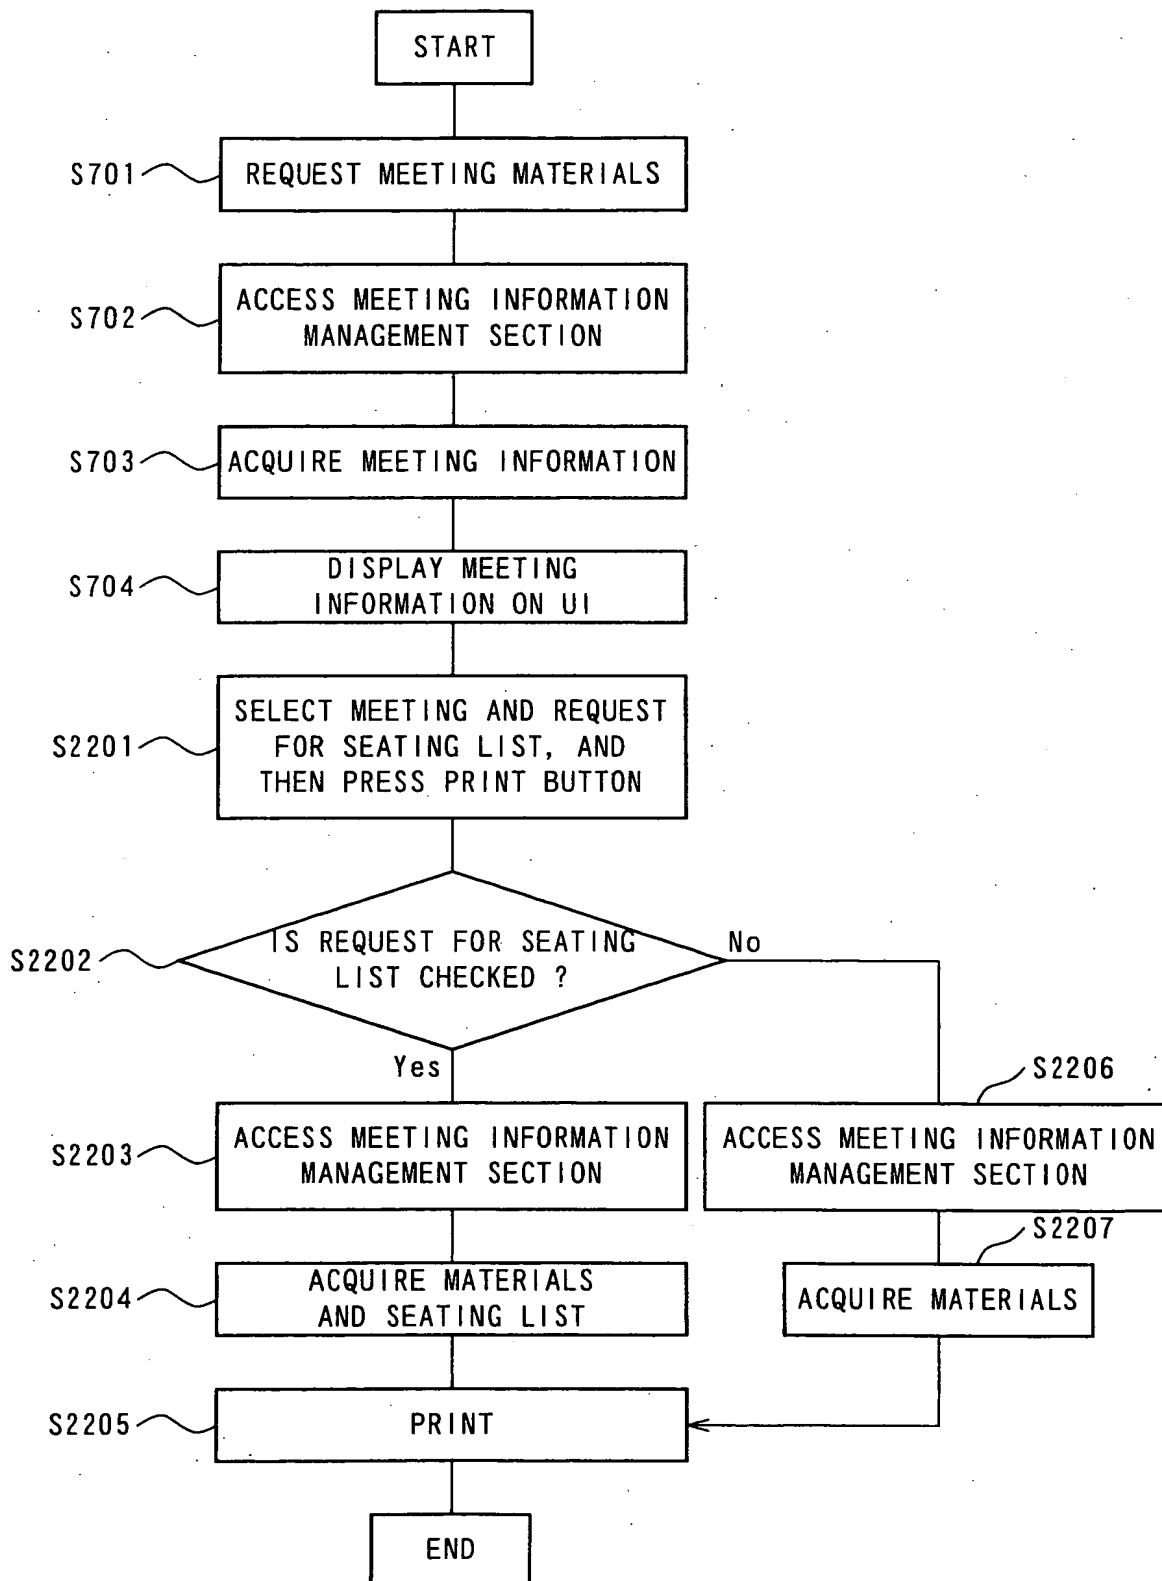 START
S701
REQUEST MEETING MATERIALS
S702
ACCESS MEETING INFORMATION
MANAGEMENT SECTION
S703
ACQUIRE MEETING INFORMATION
S704
DISPLAY MEETING
INFORMATION ON UI
S2201
SELECT MEETING AND REQUEST
FOR SEATING LIST, AND
THEN PRESS PRINT BUTTON
S2202
IS REQUEST FOR SEATING
LIST CHECKED ?
No
Yes
S2206
S2203
ACCESS MEETING INFORMATION
MANAGEMENT SECTION
ACCESS MEETING INFORMATION
MANAGEMENT SECTION
S2207
S2204
ACQUIRE MATERIALS
AND SEATING LIST
ACQUIRE MATERIALS
S2205
PRINT
END